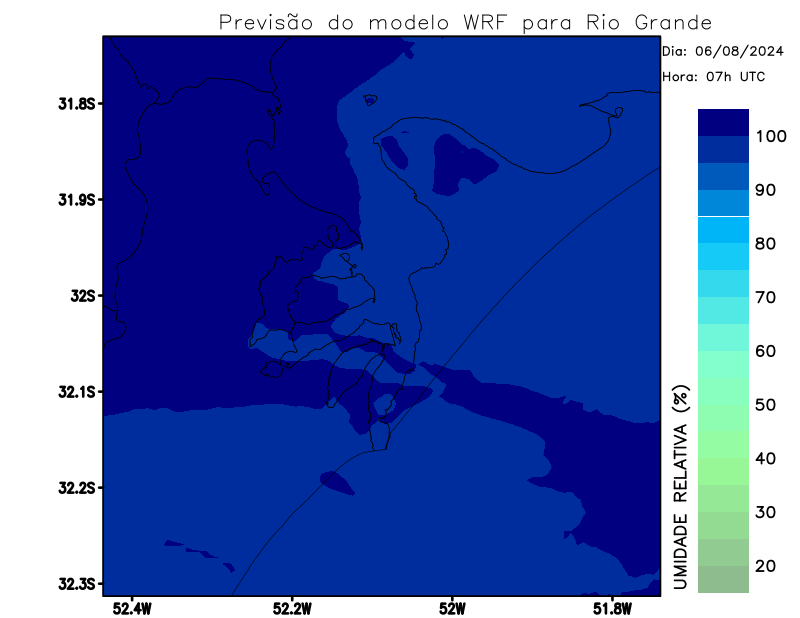 Previsão do modelo WRF para Rio Grande
Dia: 06/08/2024
Hora: 07h UTC
31.8S
31.9S
32S
32.1S
32.2S
32.3S
52.4W
52.2W
52W
51.8W
UMIDADE RELATIVA (%)
100
90
80
70
60
50
40
30
20